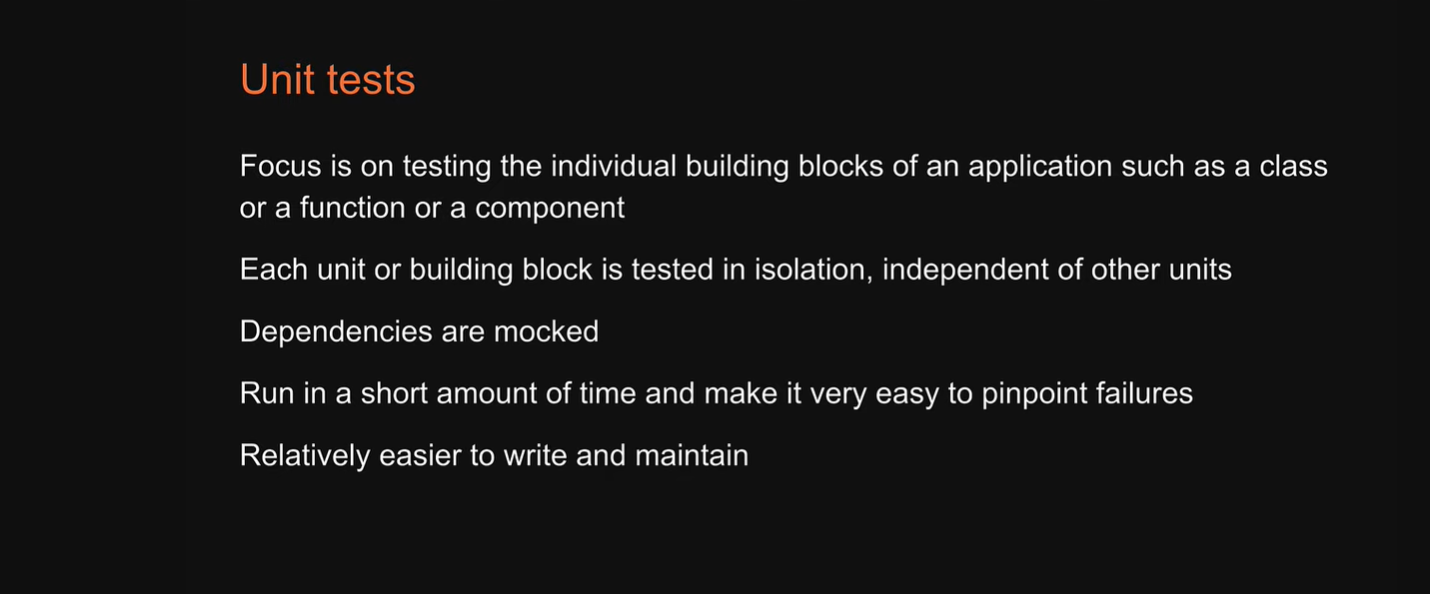 Unit tests
Focus is on testing the individual building blocks of an application such as a class
or a function or a component
Each unit or building block is tested in isolation, independent of other units
Dependencies are mocked
Run in a short amount of time and make it very easy to pinpoint failures
Relatively easier to write and maintain